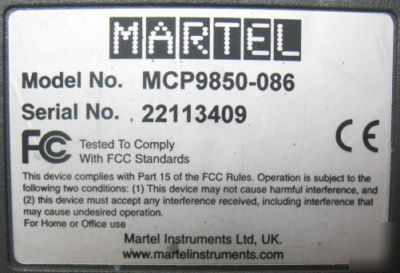 MARTEL
Model No. MCP9850-086
Serial No. 22113409
FCC Tested To Comply
With FCC Standards
CE
This device complies with Part 15 of the FCC Rules. Operation is subject to the
following two conditions: (1) This device may not cause harmful interference, and
(2) this device must accept any interference received, including interference that
may cause undesired operation.
For Home or Office use
Martel Instruments Ltd, UK.
www.martelinstruments.com